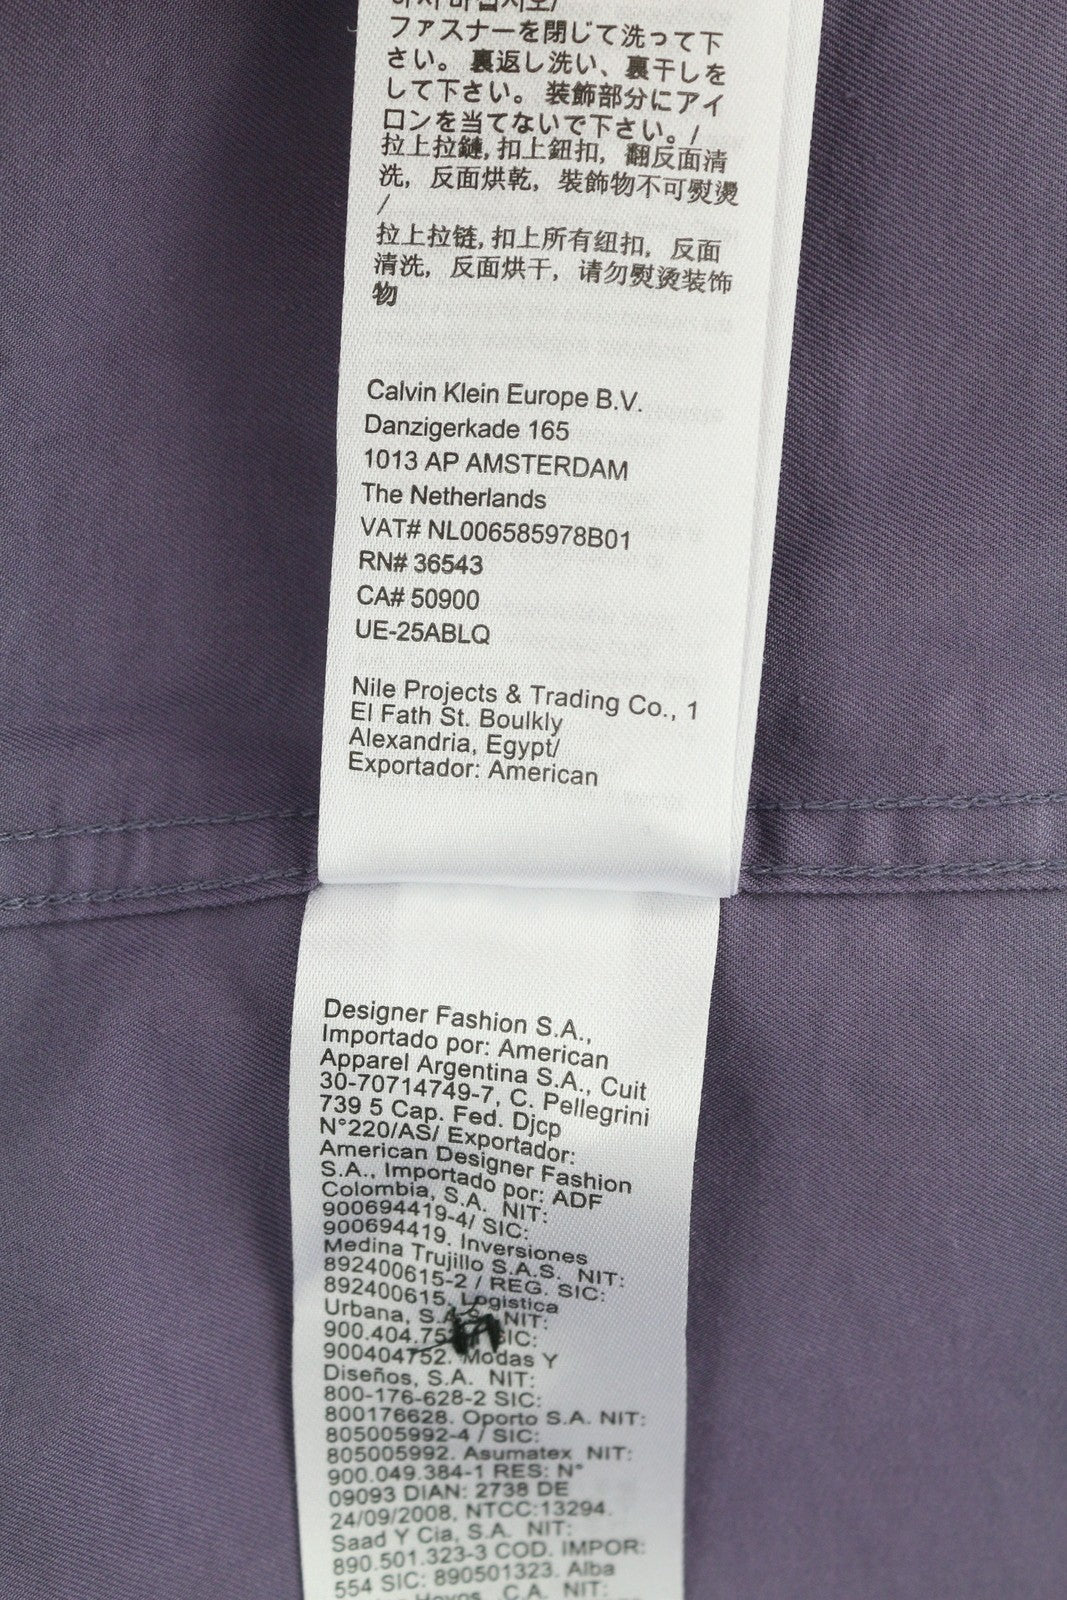 ファスナーを閉じて洗って下
さい。 裏返し洗い、裏干しを
して下さい。 装飾部分にアイ
ロンを当てないで下さい。/
拉上拉鏈, 扣上鈕扣, 翻反面清
洗, 反面烘乾, 裝飾物不可熨燙
/
拉上拉链, 扣上所有纽扣, 反面
清洗, 反面烘干, 请勿熨烫装饰
物
Calvin Klein Europe B.V.
Danzigerkade 165
1013 AP AMSTERDAM
The Netherlands
VAT# NL006585978B01
RN# 36543
CA# 50900
UE-25ABLQ
Nile Projects & Trading Co., 1
El Fath St. Boulkly
Alexandria, Egypt/
Exportador: American
Designer Fashion S.A.,
Importado por: American
Apparel Argentina S.A., Cuit
30-70714749-7, C. Pellegrini
739 5 Cap. Fed. Djcp
N°220/AS/ Exportador:
American Designer Fashion
S.A., Importado por: ADF
Colombia, S.A. NIT:
900694419-4/ SIC:
900694419. Inversiones
Medina Trujillo S.A.S. NIT:
892400615-2 / REG. SIC:
892400615. Logistica
Urbana, NIT:
SIC:
900404752. Modas Y
Diseños, S.A. NIT:
800-176-628-2 SIC:
800176628. Oporto S.A. NIT:
805005992-4 / SIC:
805005992. Asumatex NIT:
900.049.384-1 RES: N°
09093 DIAN: 2738 DE
24/09/2008. NTCC:13294.
Saad Y Cia, S.A. NIT:
890.501.323-3 COD. IMPOR:
554 SIC: 890501323. Alba
C.A. NIT: